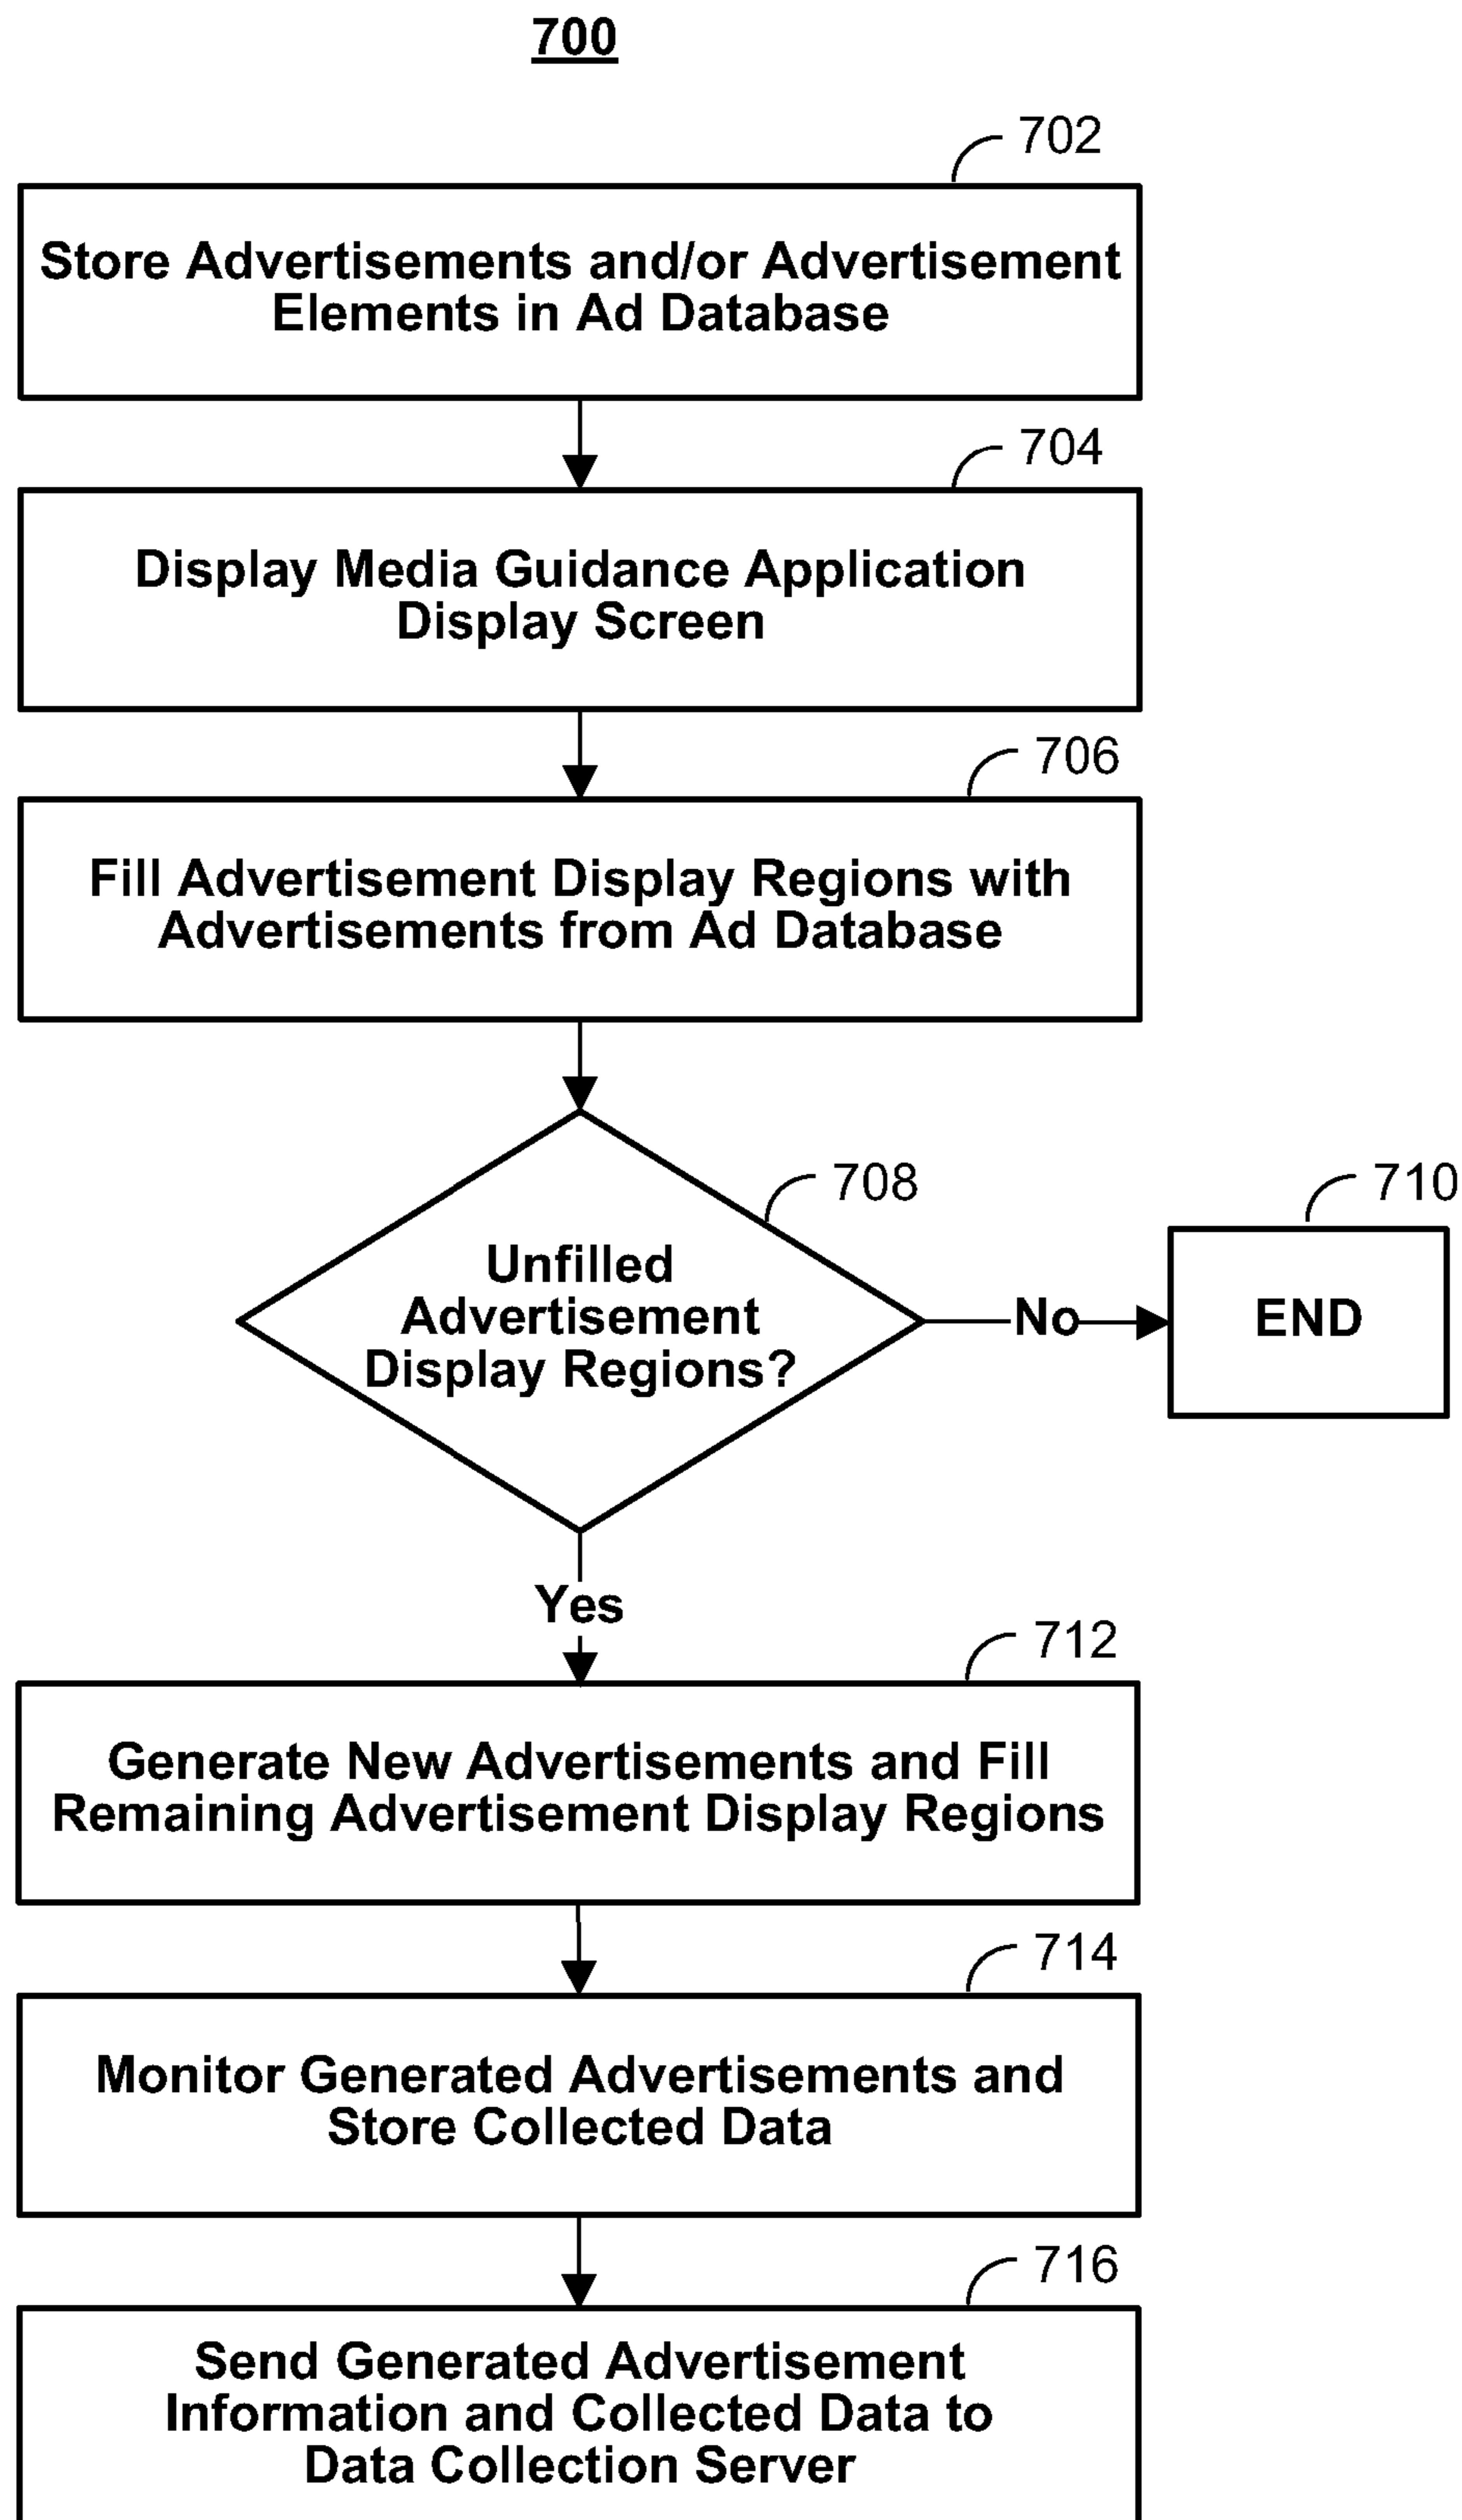 700
702
Store Advertisements and/or Advertisement
Elements in Ad Database
704
Display Media Guidance Application
Display Screen
706
Fill Advertisement Display Regions with
Advertisements from Ad Database
708
Unfilled
Advertisement
Display Regions?
No
710
END
Yes
712
Generate New Advertisements and Fill
Remaining Advertisement Display Regions
714
Monitor Generated Advertisements and
Store Collected Data
716
Send Generated Advertisement
Information and Collected Data to
Data Collection Server